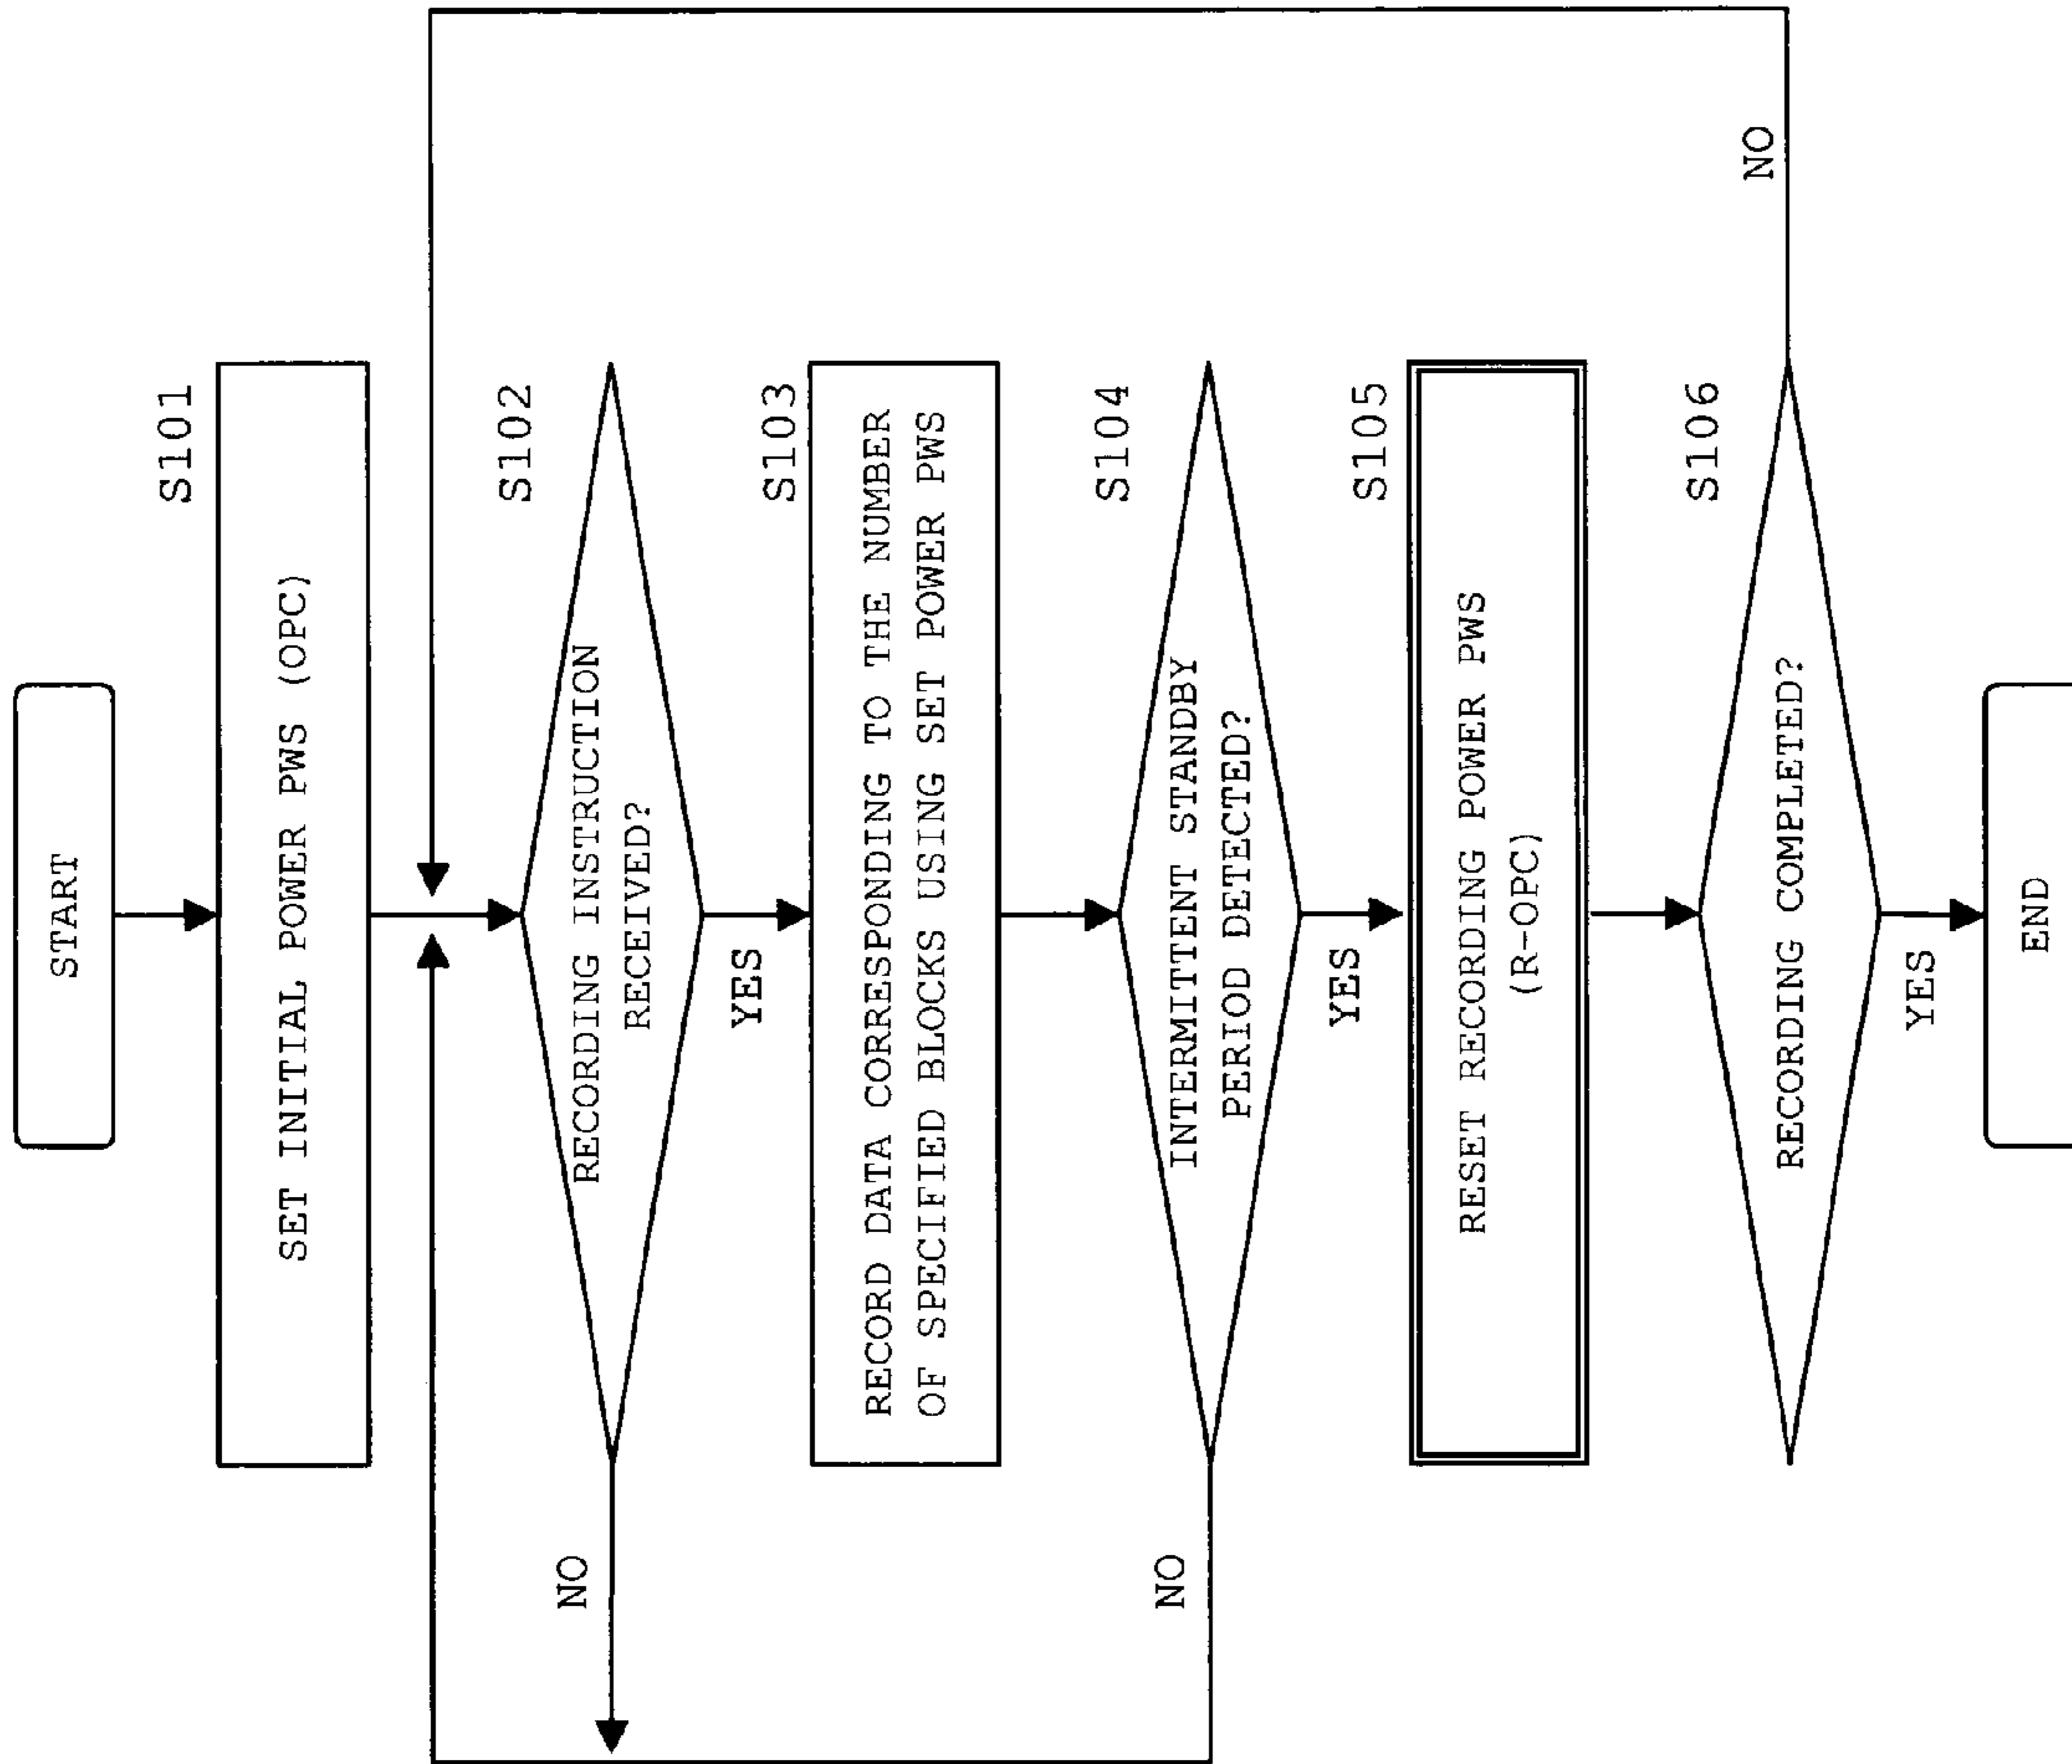 START
S101
SET INITIAL POWER PWS (OPC)
S102
RECORDING INSTRUCTION
RECEIVED?
NO
YES
S103
RECORD DATA CORRESPONDING TO THE NUMBER
OF SPECIFIED BLOCKS USING SET POWER PWS
S104
INTERMITTENT STANDBY
PERIOD DETECTED?
NO
YES
S105
RESET RECORDING POWER PWS
(R-OPC)
S106
RECORDING COMPLETED?
NO
YES
END